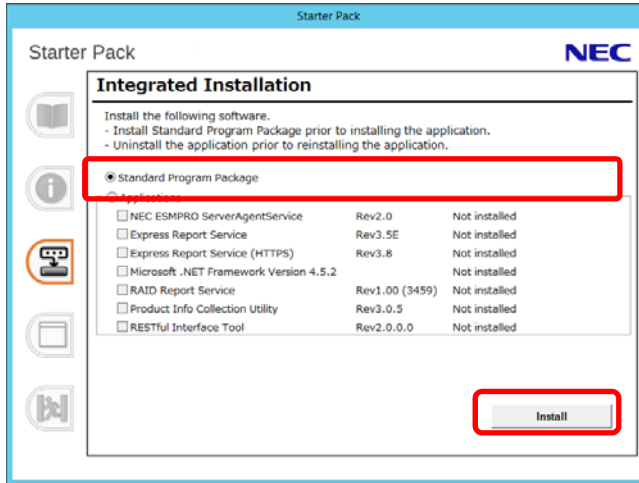 Starter Pack
Starter Pack
NEC
Integrated Installation
Install the following software.
- Install Standard Program Package prior to installing the application.
- Uninstall the application prior to reinstalling the application.
Standard Program Package
Applications
NEC ESMPRO ServerAgentService Rev2.0 Not installed
Express Report Service Rev3.5E Not installed
Express Report Service (HTTPS) Rev3.8 Not installed
Microsoft .NET Framework Version 4.5.2 Not installed
RAID Report Service Rev1.00 (3459) Not installed
Product Info Collection Utility Rev3.0.5 Not installed
RESTful Interface Tool Rev2.0.0.0 Not installed
Install